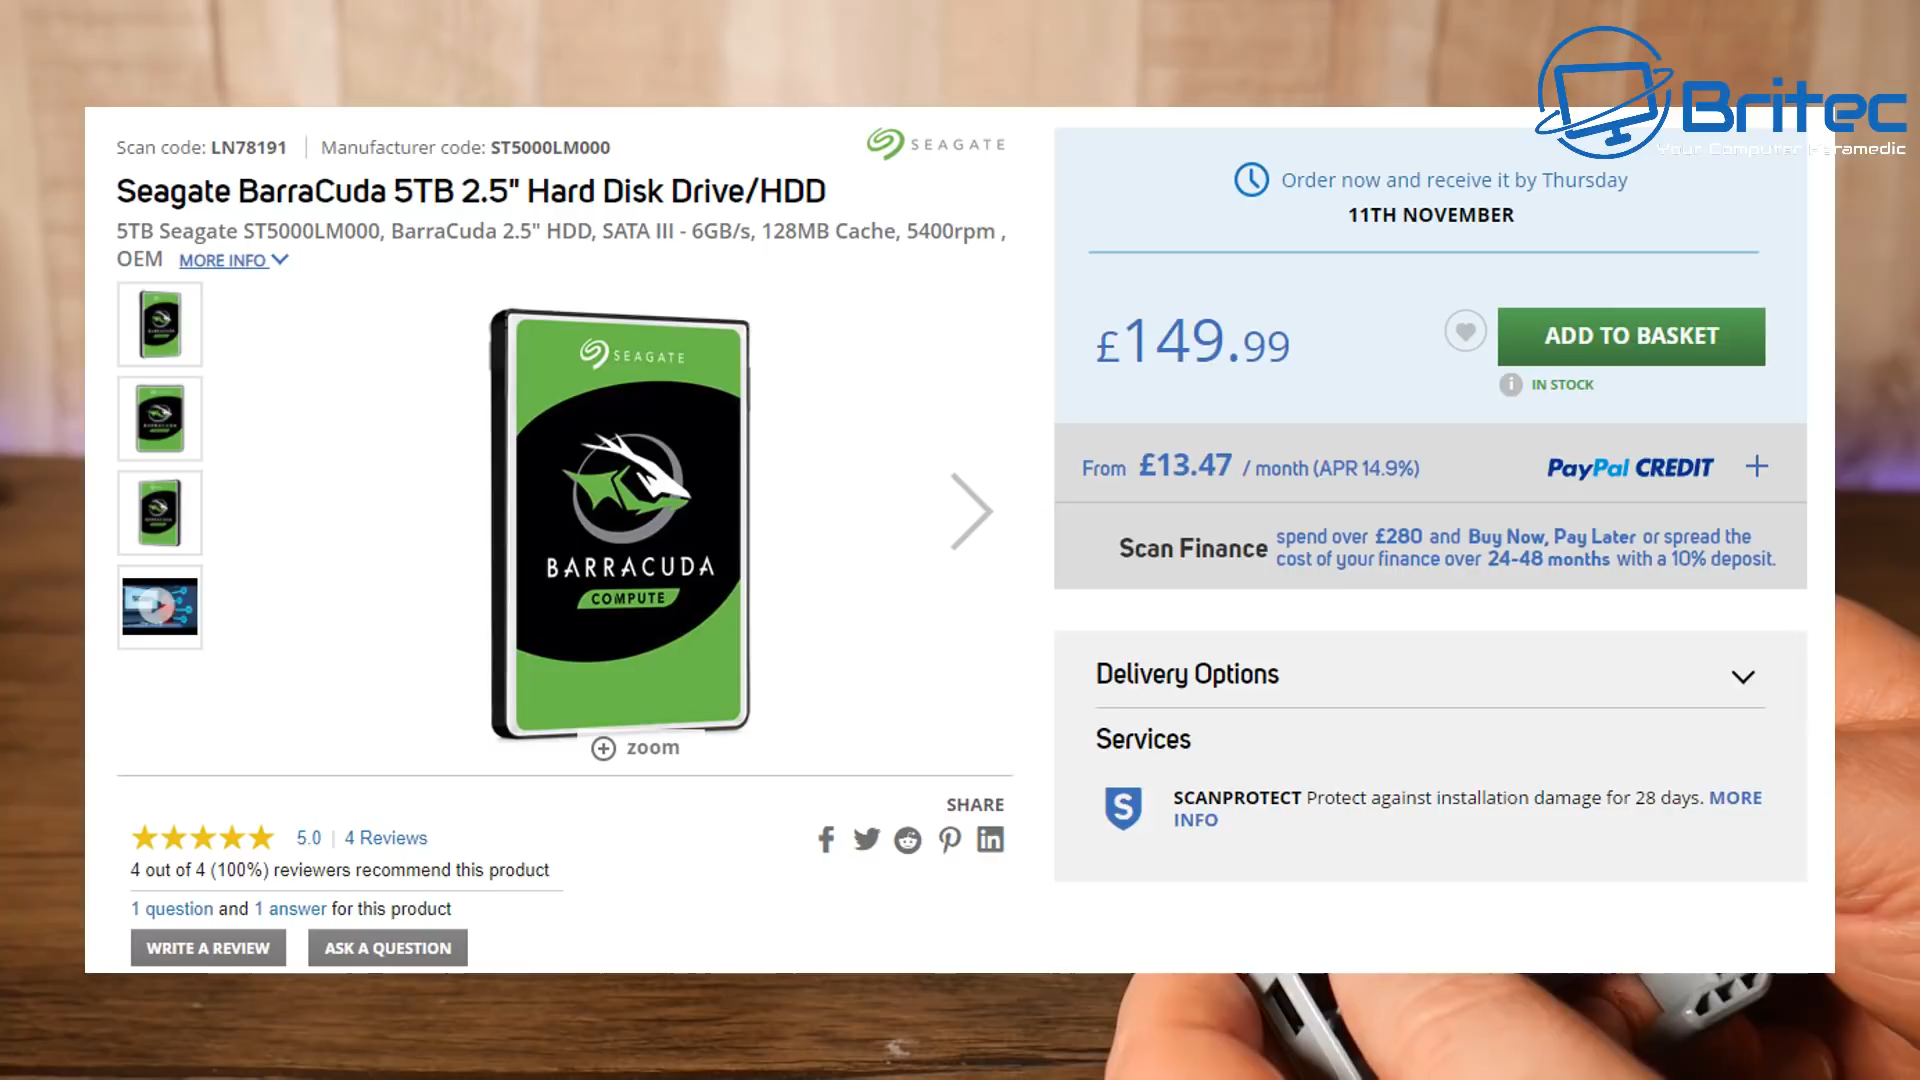 Britec
Your Computer Paramedic
Scan code: LN78191 Manufacturer code: ST5000LM000
SEAGATE
Seagate BarraCuda 5TB 2.5" Hard Disk Drive/HDD
5TB Seagate ST5000LM000, BarraCuda 2.5" HDD, SATA III - 6GB/s, 128MB Cache, 5400rpm ,
OEM MORE INFO
SEAGATE
BARRACUDA
COMPUTE
zoom
SHARE
5.0 | 4 Reviews
4 out of 4 (100%) reviewers recommend this product
1 question and 1 answer for this product
WRITE A REVIEW ASK A QUESTION
Order now and receive it by Thursday
11TH NOVEMBER
£149.99
ADD TO BASKET
IN STOCK
From £13.47 / month (APR 14.9%) PayPal CREDIT
Scan Finance
spend over £280 and Buy Now, Pay Later or spread the
cost of your finance over 24-48 months with a 10% deposit.
Delivery Options
Services
SCANPROTECT Protect against installation damage for 28 days. MORE
INFO